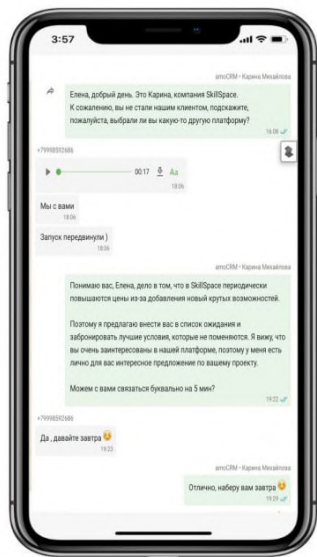 3:57
amoCRM • Карина Михайлова
Елена, добрый день. Это Карина, компания SkillSpace.
К сожалению, вы не стали нашим клиентом, подскажите,
пожалуйста, выбрали ли вы какую-то другую платформу?
16:08
+79998592686
00:17 Aa
18:06
Мы с вами
18:06
Запуск передвинули )
18:06
amoCRM • Карина Михайлова
Понимаю вас, Елена, дело в том, что в SkillSpace периодически
повышаются цены из-за добавления новый крутых возможностей.
Поэтому я предлагаю внести вас в список ожидания и
забронировать лучшие условия, которые не поменяются. Я вижу, что
вы очень заинтересованы в нашей платформе, поэтому у меня есть
лично для вас интересное предложение по вашему проекту.
Можем с вами связаться буквально на 5 мин?
19:22
+79998592686
Да , давайте завтра
19:23
amoCRM • Карина Михайлова
Отлично, наберу вам завтра
19:29